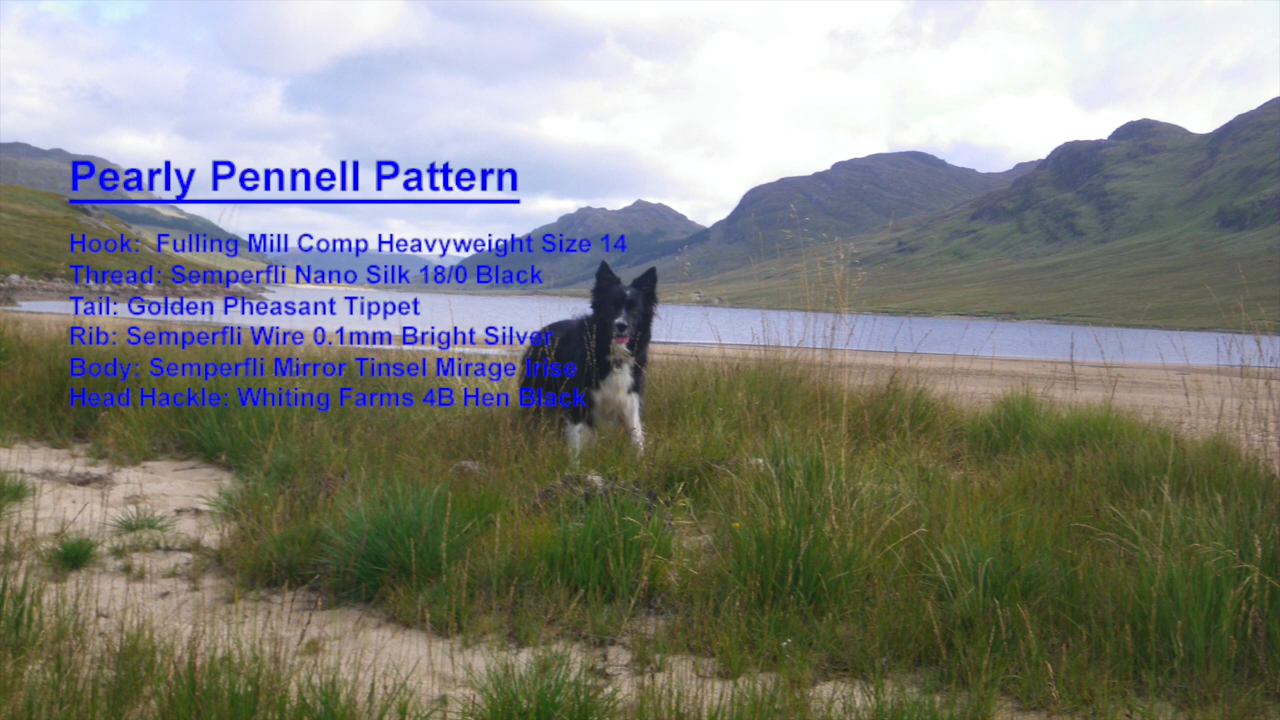 Pearly Pennell Pattern
Hook:  Fulling Mill Comp Heavyweight Size 14
Thread: Semperfli Nano Silk 18/0 Black
Tail: Golden Pheasant Tippet
Rib: Semperfli Wire 0.1mm Bright Silver
Body: Semperfli Mirror Tinsel Mirage Irise
Head Hackle: Whiting Farms 4B Hen Black